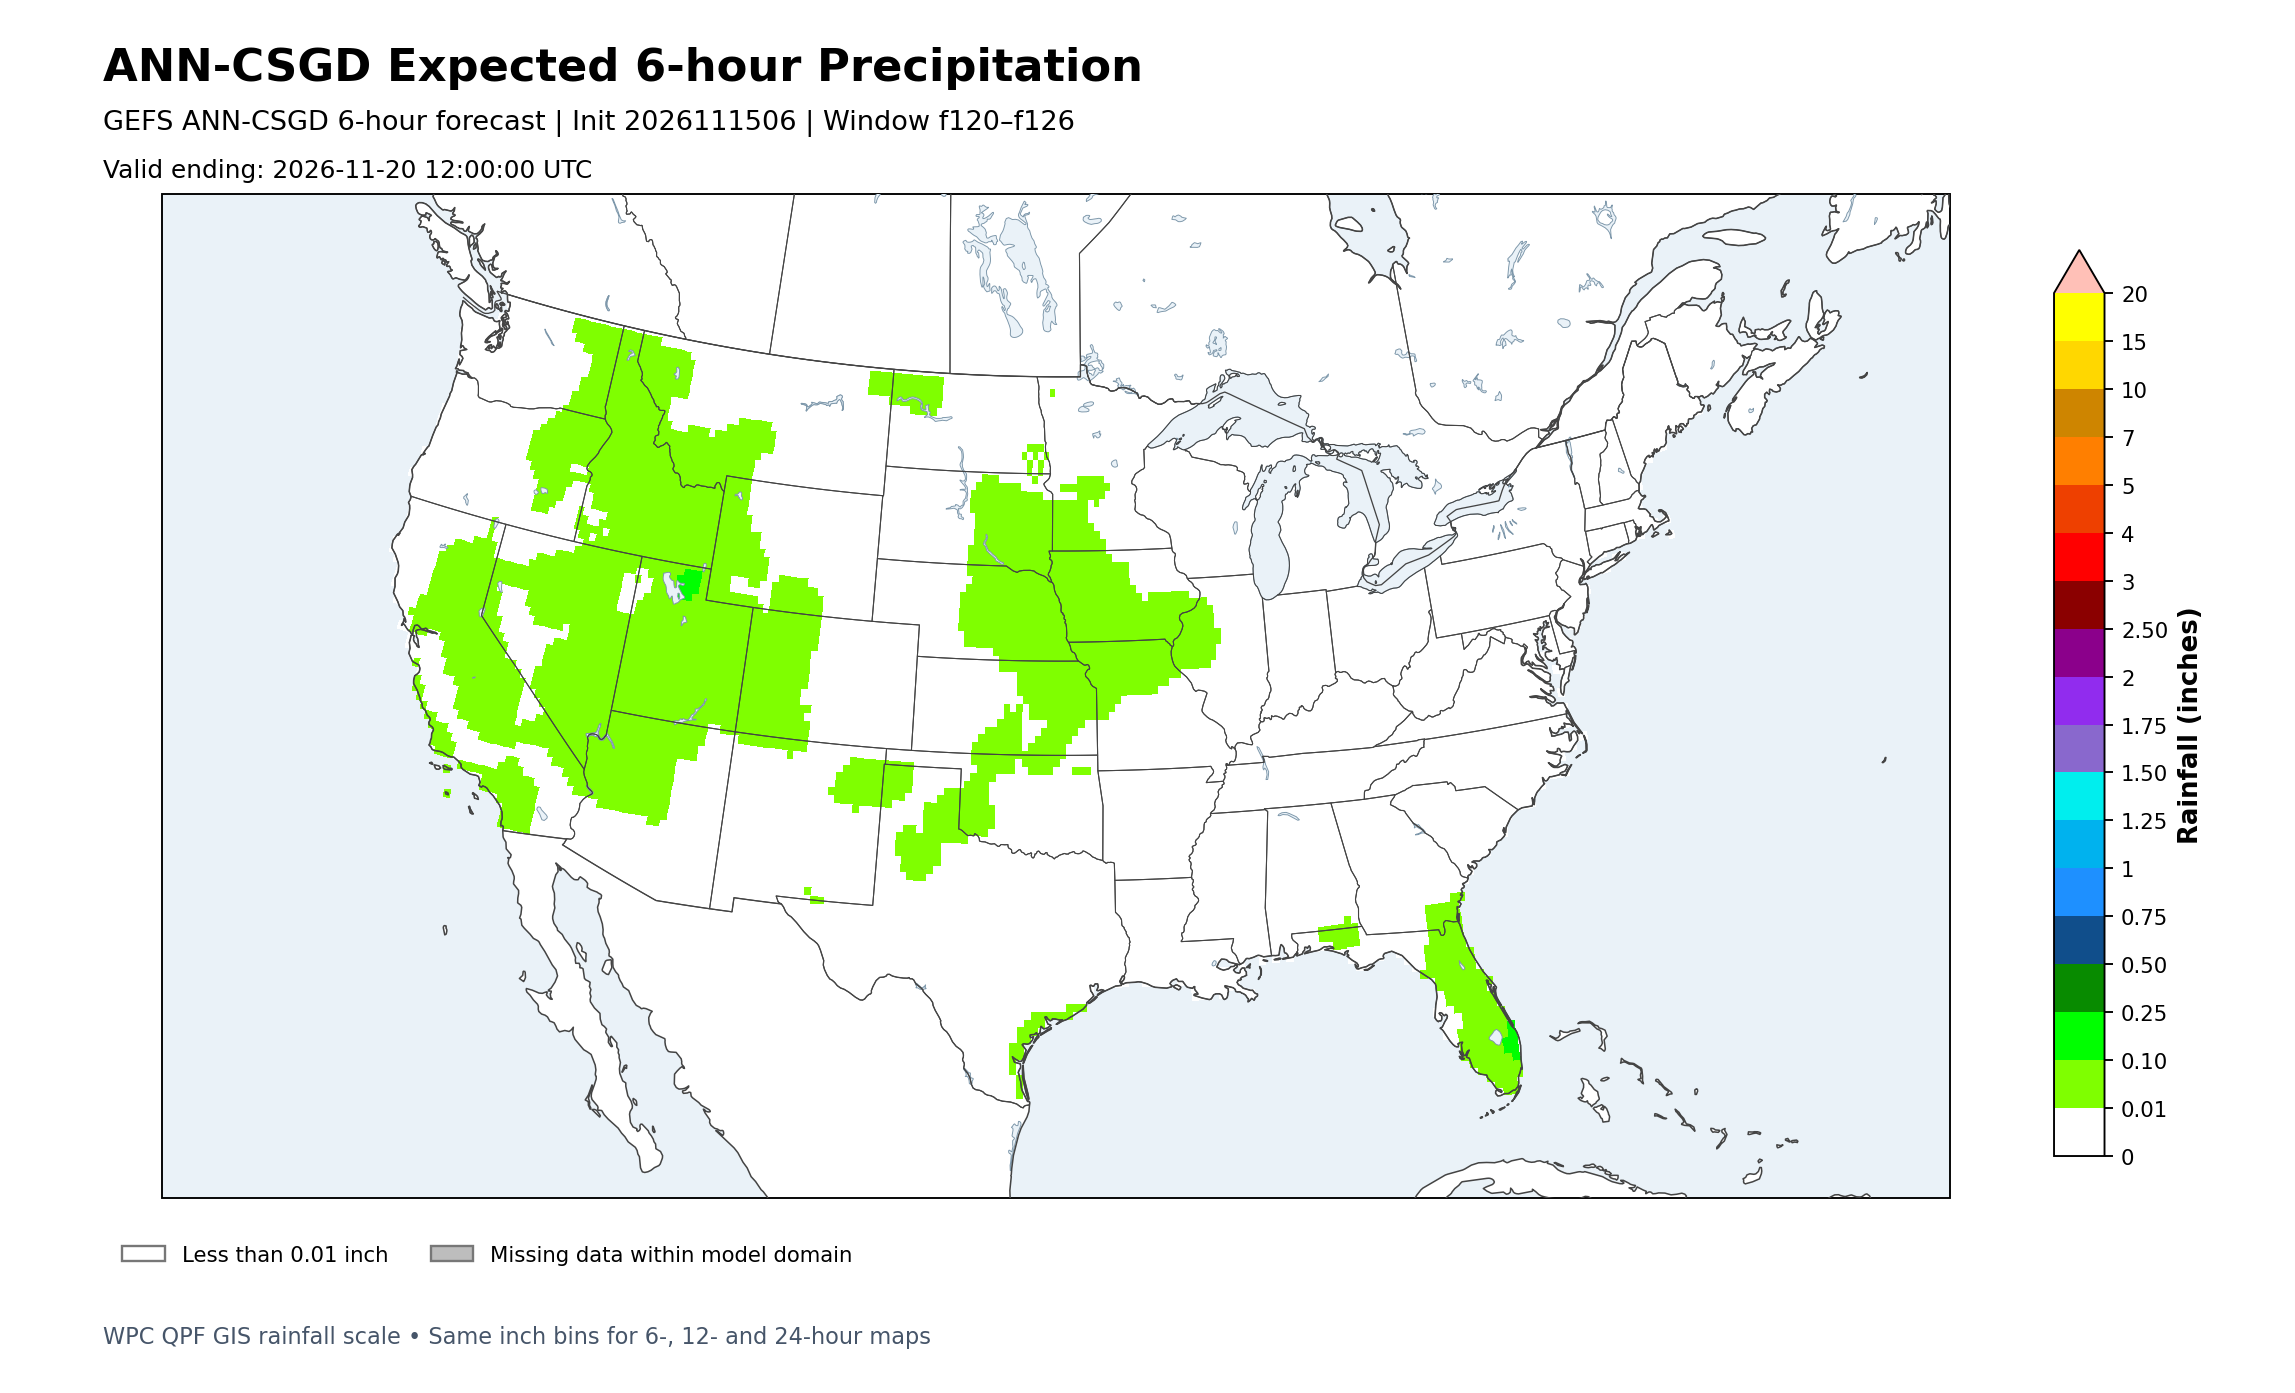 ANN-CSGD Expected 6-hour Precipitation
GEFS ANN-CSGD 6-hour forecast | Init 2026111506 | Window f120–f126
Valid ending: 2026-11-20 12:00:00 UTC
20
15
10
7
5
4
3
2.50
2
1.75
1.50
1.25
1
0.75
0.50
0.25
0.10
0.01
0
Rainfall (inches)
Less than 0.01 inch
Missing data within model domain
WPC QPF GIS rainfall scale • Same inch bins for 6-, 12- and 24-hour maps